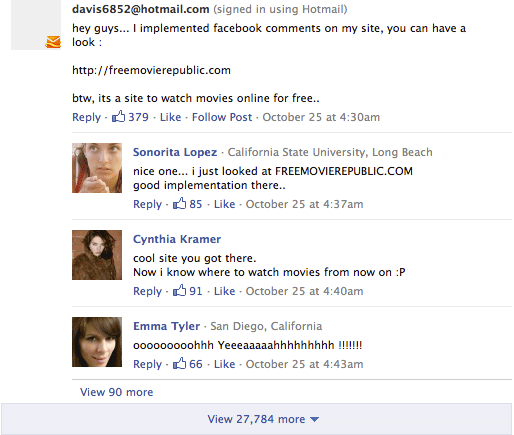 davis6852@hotmail.com (signed in using Hotmail)
hey guys... I implemented facebook comments on my site, you can have a
look :
http://freemovierepublic.com
btw, its a site to watch movies online for free..
Reply · 379 · Like · Follow Post · October 25 at 4:30am
Sonorita Lopez · California State University, Long Beach
nice one... i just looked at FREEMOVIEREPUBLIC.COM
good implementation there..
Reply · 85 · Like · October 25 at 4:37am
Cynthia Kramer
cool site you got there.
Now i know where to watch movies from now on :P
Reply · 91 · Like · October 25 at 4:40am
Emma Tyler · San Diego, California
ooooooooohhh Yeeeaaaaahhhhhhhhh !!!!!!!
Reply · 66 · Like · October 25 at 4:43am
View 90 more
View 27,784 more